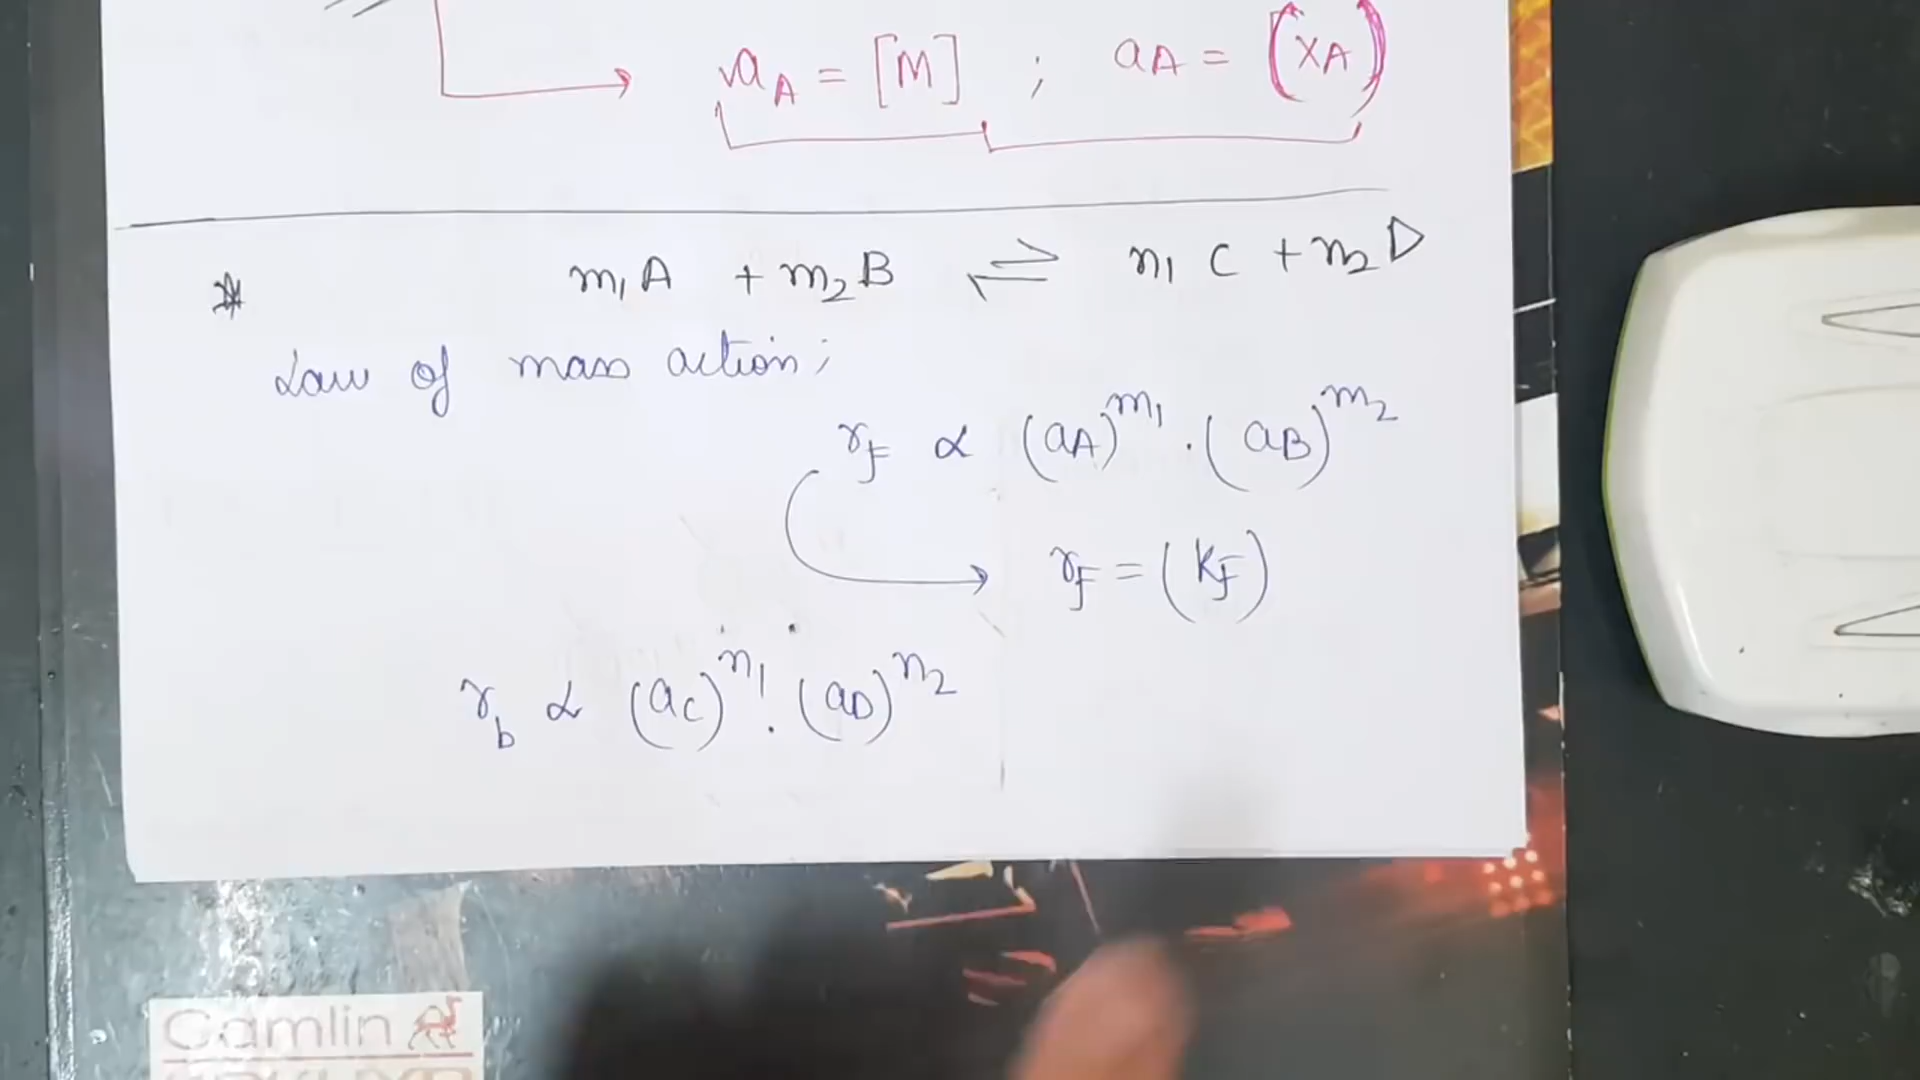 √a_A = [M] ; a_A = (x_A)
* m₁A + m₂B ⇌ n₁C + n₂D
Law of mass action;
r_f ∝ (a_A)^m₁ · (a_B)^m₂
r_f = (k_f)
r_b ∝ (a_C)^n₁ · (a_D)^n₂
Camlin